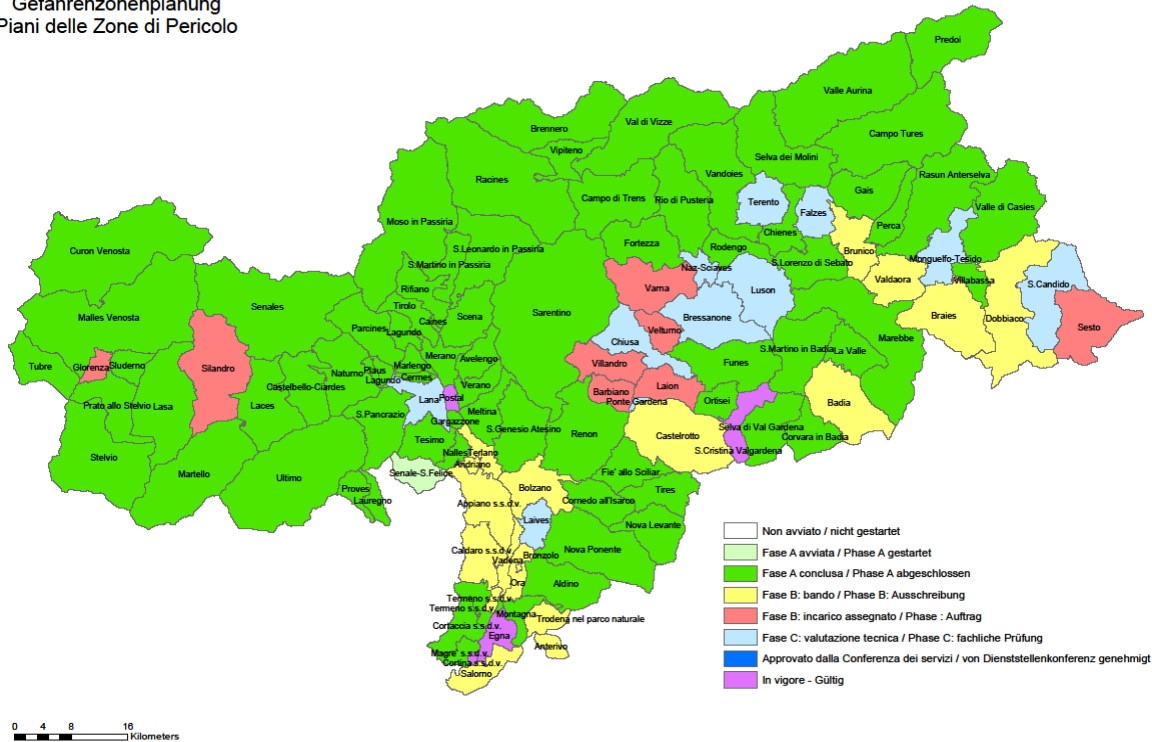 Gefahrenzonenplanung
Piani delle Zone di Pericolo
Predoi
Valle Aurina
Brennero
Val di Vizze
Campo Tures
Vipiteno
Selva dei Molini
Racines
Vandoies
Rasun Anterselva
Campo di Trens
Rio di Pusteria
Terento
Gais
Valle di Casies
Falzes
Moso in Passiria
Perca
Chienes
Curon Venosta
S.Leonardo in Passiria
Fortezza
Rodengo
Brunico
Monguelfo-Tesido
S.Martino in Passiria
Naz-Sciaves
S.Lorenzo di Sebato
Valdaora
Villabassa
S.Candido
Rifiano
Varna
Luson
Senales
Tirolo
Sarentino
Malles Venosta
Caines
Scena
Bressanone
Braies
Dobbiaco
Parcines
Lagundo
Velturno
Sesto
Chiusa
Marebbe
Merano
Avelengo
S.Martino in Badia
La Valle
Tubre
Glorenza
Sluderno
Silandro
Marlengo
Villandro
Funes
Naturno
Plaus
Lagundo
Cermes
Verano
Laion
Castelbello-Ciardes
Barbiano
Lana
Postal
Ponte Gardena
Ortisei
Badia
Prato allo Stelvio
Lasa
Laces
Meltina
S.Pancrazio
Gargazzone
S.Genesio Atesino
Renon
Castelrotto
Selva di Val Gardena
Corvara in Badia
Tesimo
S.Cristina Valgardena
Stelvio
Nalles
Terlano
Andriano
Martello
Ultimo
Senale-S.Felice
Fie' allo Sciliar
Proves
Bolzano
Tires
Lauregno
Appiano s.s.d.v.
Cornedo all'Isarco
Laives
Nova Levante
Caldaro s.s.d.v.
Nova Ponente
Vadena
Bronzolo
Ora
Aldino
Termeno s.s.d.v.
Termeno s.s.d.v.
Montagna
Trodena nel parco naturale
Cortaccia s.s.d.v.
Egna
Anterivo
Magre' s.s.d.v.
Cortina s.s.d.v.
Salorno
Non avviato / nicht gestartet
Fase A avviata / Phase A gestartet
Fase A conclusa / Phase A abgeschlossen
Fase B: bando / Phase B: Ausschreibung
Fase B: incarico assegnato / Phase : Auftrag
Fase C: valutazione tecnica / Phase C: fachliche Prüfung
Approvato dalla Conferenza dei servizi / von Dienststellenkonferenz genehmigt
In vigore - Gültig
0 4 8 16
Kilometers